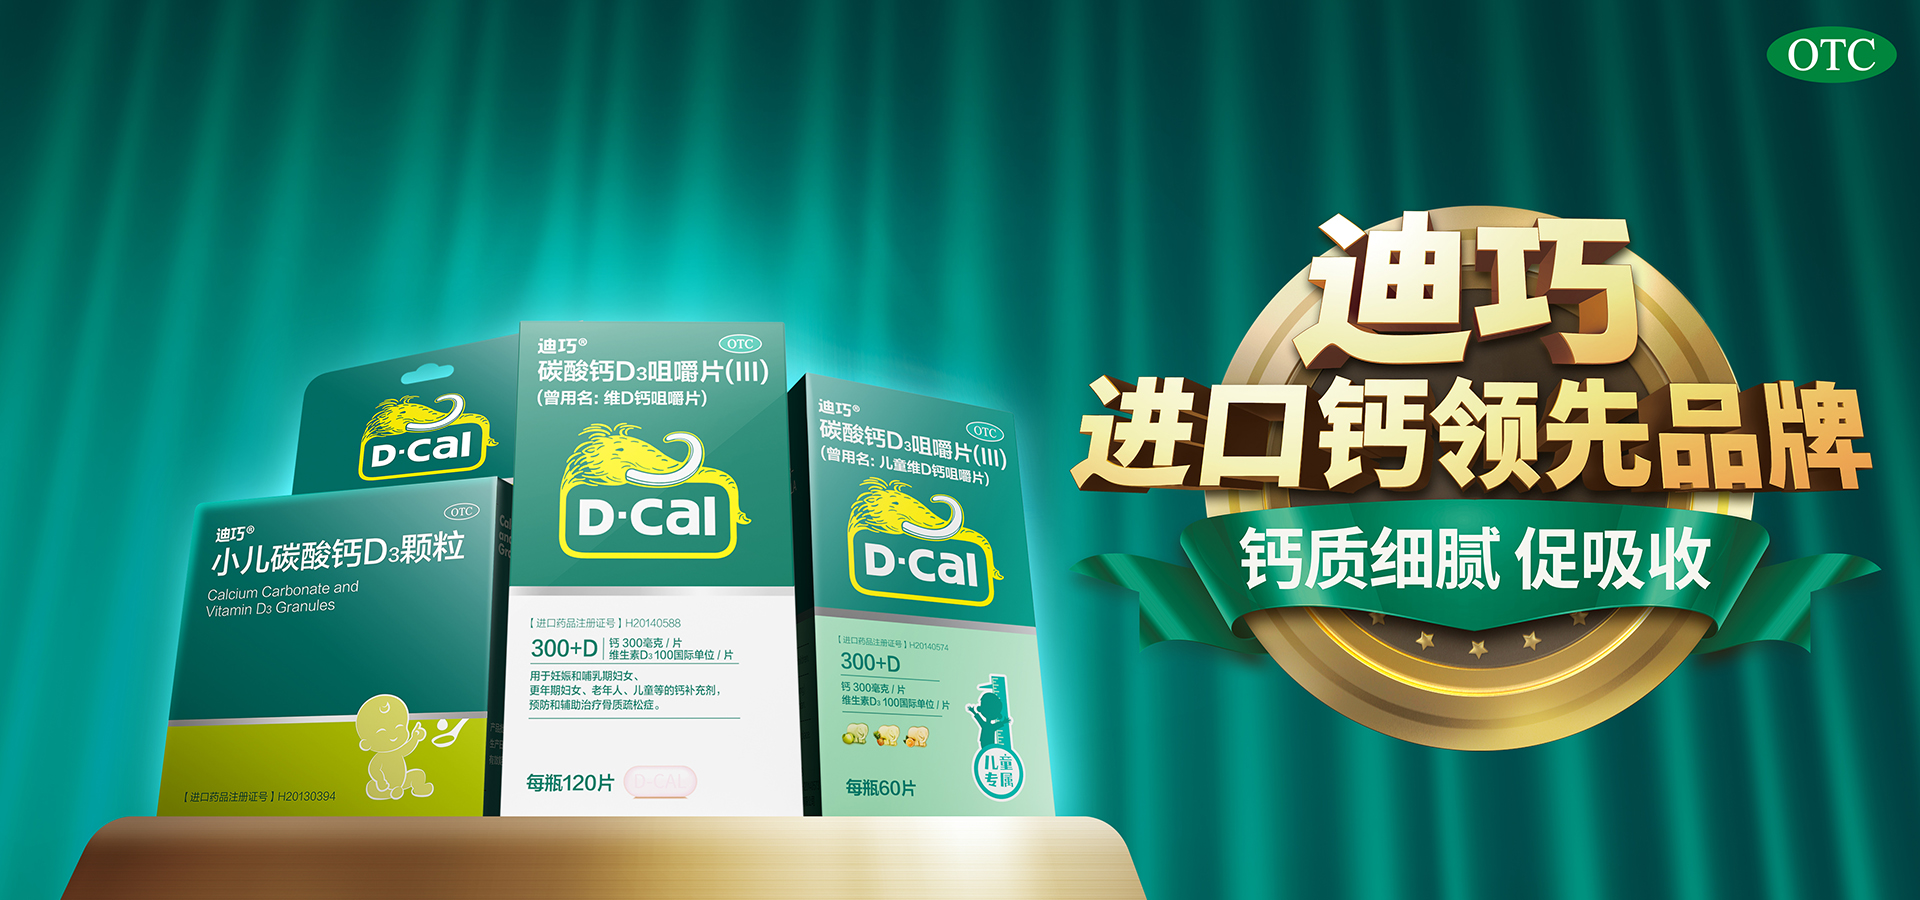 OTC
迪巧
进口钙领先品牌
钙质细腻 促吸收
D·Cal
迪巧®
OTC
小儿碳酸钙D3颗粒
Calcium Carbonate and
Vitamin D3 Granules
【进口药品注册证号】H20130394
迪巧®
OTC
碳酸钙D3咀嚼片(III)
(曾用名: 维D钙咀嚼片)
D·Cal
【进口药品注册证号】H20140588
300+D
钙 300毫克 / 片
维生素D3 100国际单位 / 片
用于妊娠和哺乳期妇女、
更年期妇女、老年人、儿童等的钙补充剂，
预防和辅助治疗骨质疏松症。
每瓶120片
D-CAL
迪巧®
OTC
碳酸钙D3咀嚼片(III)
(曾用名: 儿童维D钙咀嚼片)
D·Cal
【进口药品注册证号】H20140574
300+D
钙 300毫克 / 片
维生素D3 100国际单位 / 片
儿童
专属
每瓶60片